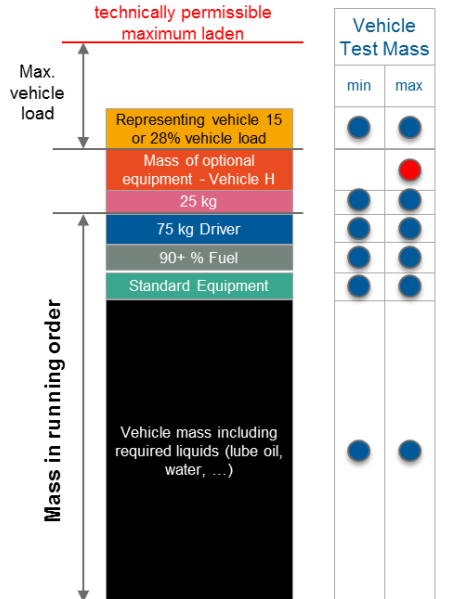 technically permissible
maximum laden
Vehicle
Test Mass
min
max
Max.
vehicle
load
Representing vehicle 15
or 28% vehicle load
Mass of optional
equipment - Vehicle H
25 kg
75 kg Driver
90+ % Fuel
Standard Equipment
Mass in running order
Vehicle mass including
required liquids (lube oil,
water, …)